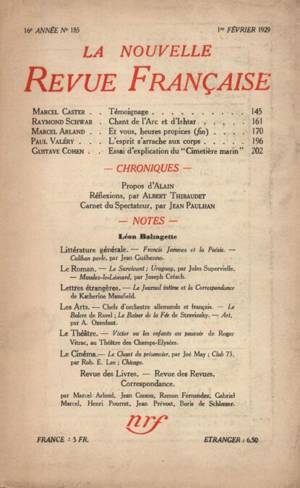 16e ANNÉE No 185 1er FÉVRIER 1929
LA NOUVELLE
REVUE FRANÇAISE
MARCEL CASTER . . Témoignage . . . . . . . . 145
RAYMOND SCHWAB . Chant de l'Arc et d'Ishtar . . . . . 161
MARCEL ARLAND . . Et vous, heures propices (fin) . . . . 170
PAUL VALÉRY . . . L'esprit s'arrache aux corps . . . . 196
GUSTAVE COHEN . . Essai d'explication du "Cimetière marin" 202
— CHRONIQUES —
Propos d'ALAIN
Réflexions, par ALBERT THIBAUDET
Carnet du Spectateur, par JEAN PAULHAN
— NOTES —
Léon Balzagette
Littérature générale. — Francis Jammes et la Poésie. —
Caliban parle, par Jean Guéhenno.
Le Roman. — Le Survivant; Uruguay, par Jules Supervielle,
par Joseph Conrad.
Lettres étrangères. — Le Journal intime et la Correspondance
de Katherine Mansfield.
Les Arts. — Chefs d'orchestre allemands et français. — Le
Bolero de Ravel; Le Baiser de la Fée de Strawinsky. — Art,
par A. Ozenfant.
Le Théâtre. — Victor ou les enfants au pouvoir de Roger
Vitrac, au Théâtre des Champs-Elysées.
Le Cinéma. — Le Chant du prisonnier, par Joë May; Club 73,
par Rob. E. Lee; Chicago.
Revue des Livres. — Revue des Revues.
Correspondance.
par Marcel Arland, Jean Cassou, Ramon Fernandez, Gabriel
Marcel, Henri Pourrat, Jean Prévost, Boris de Schlœzer.
nrf
FRANCE : 5 FR. ETRANGER : 6,50